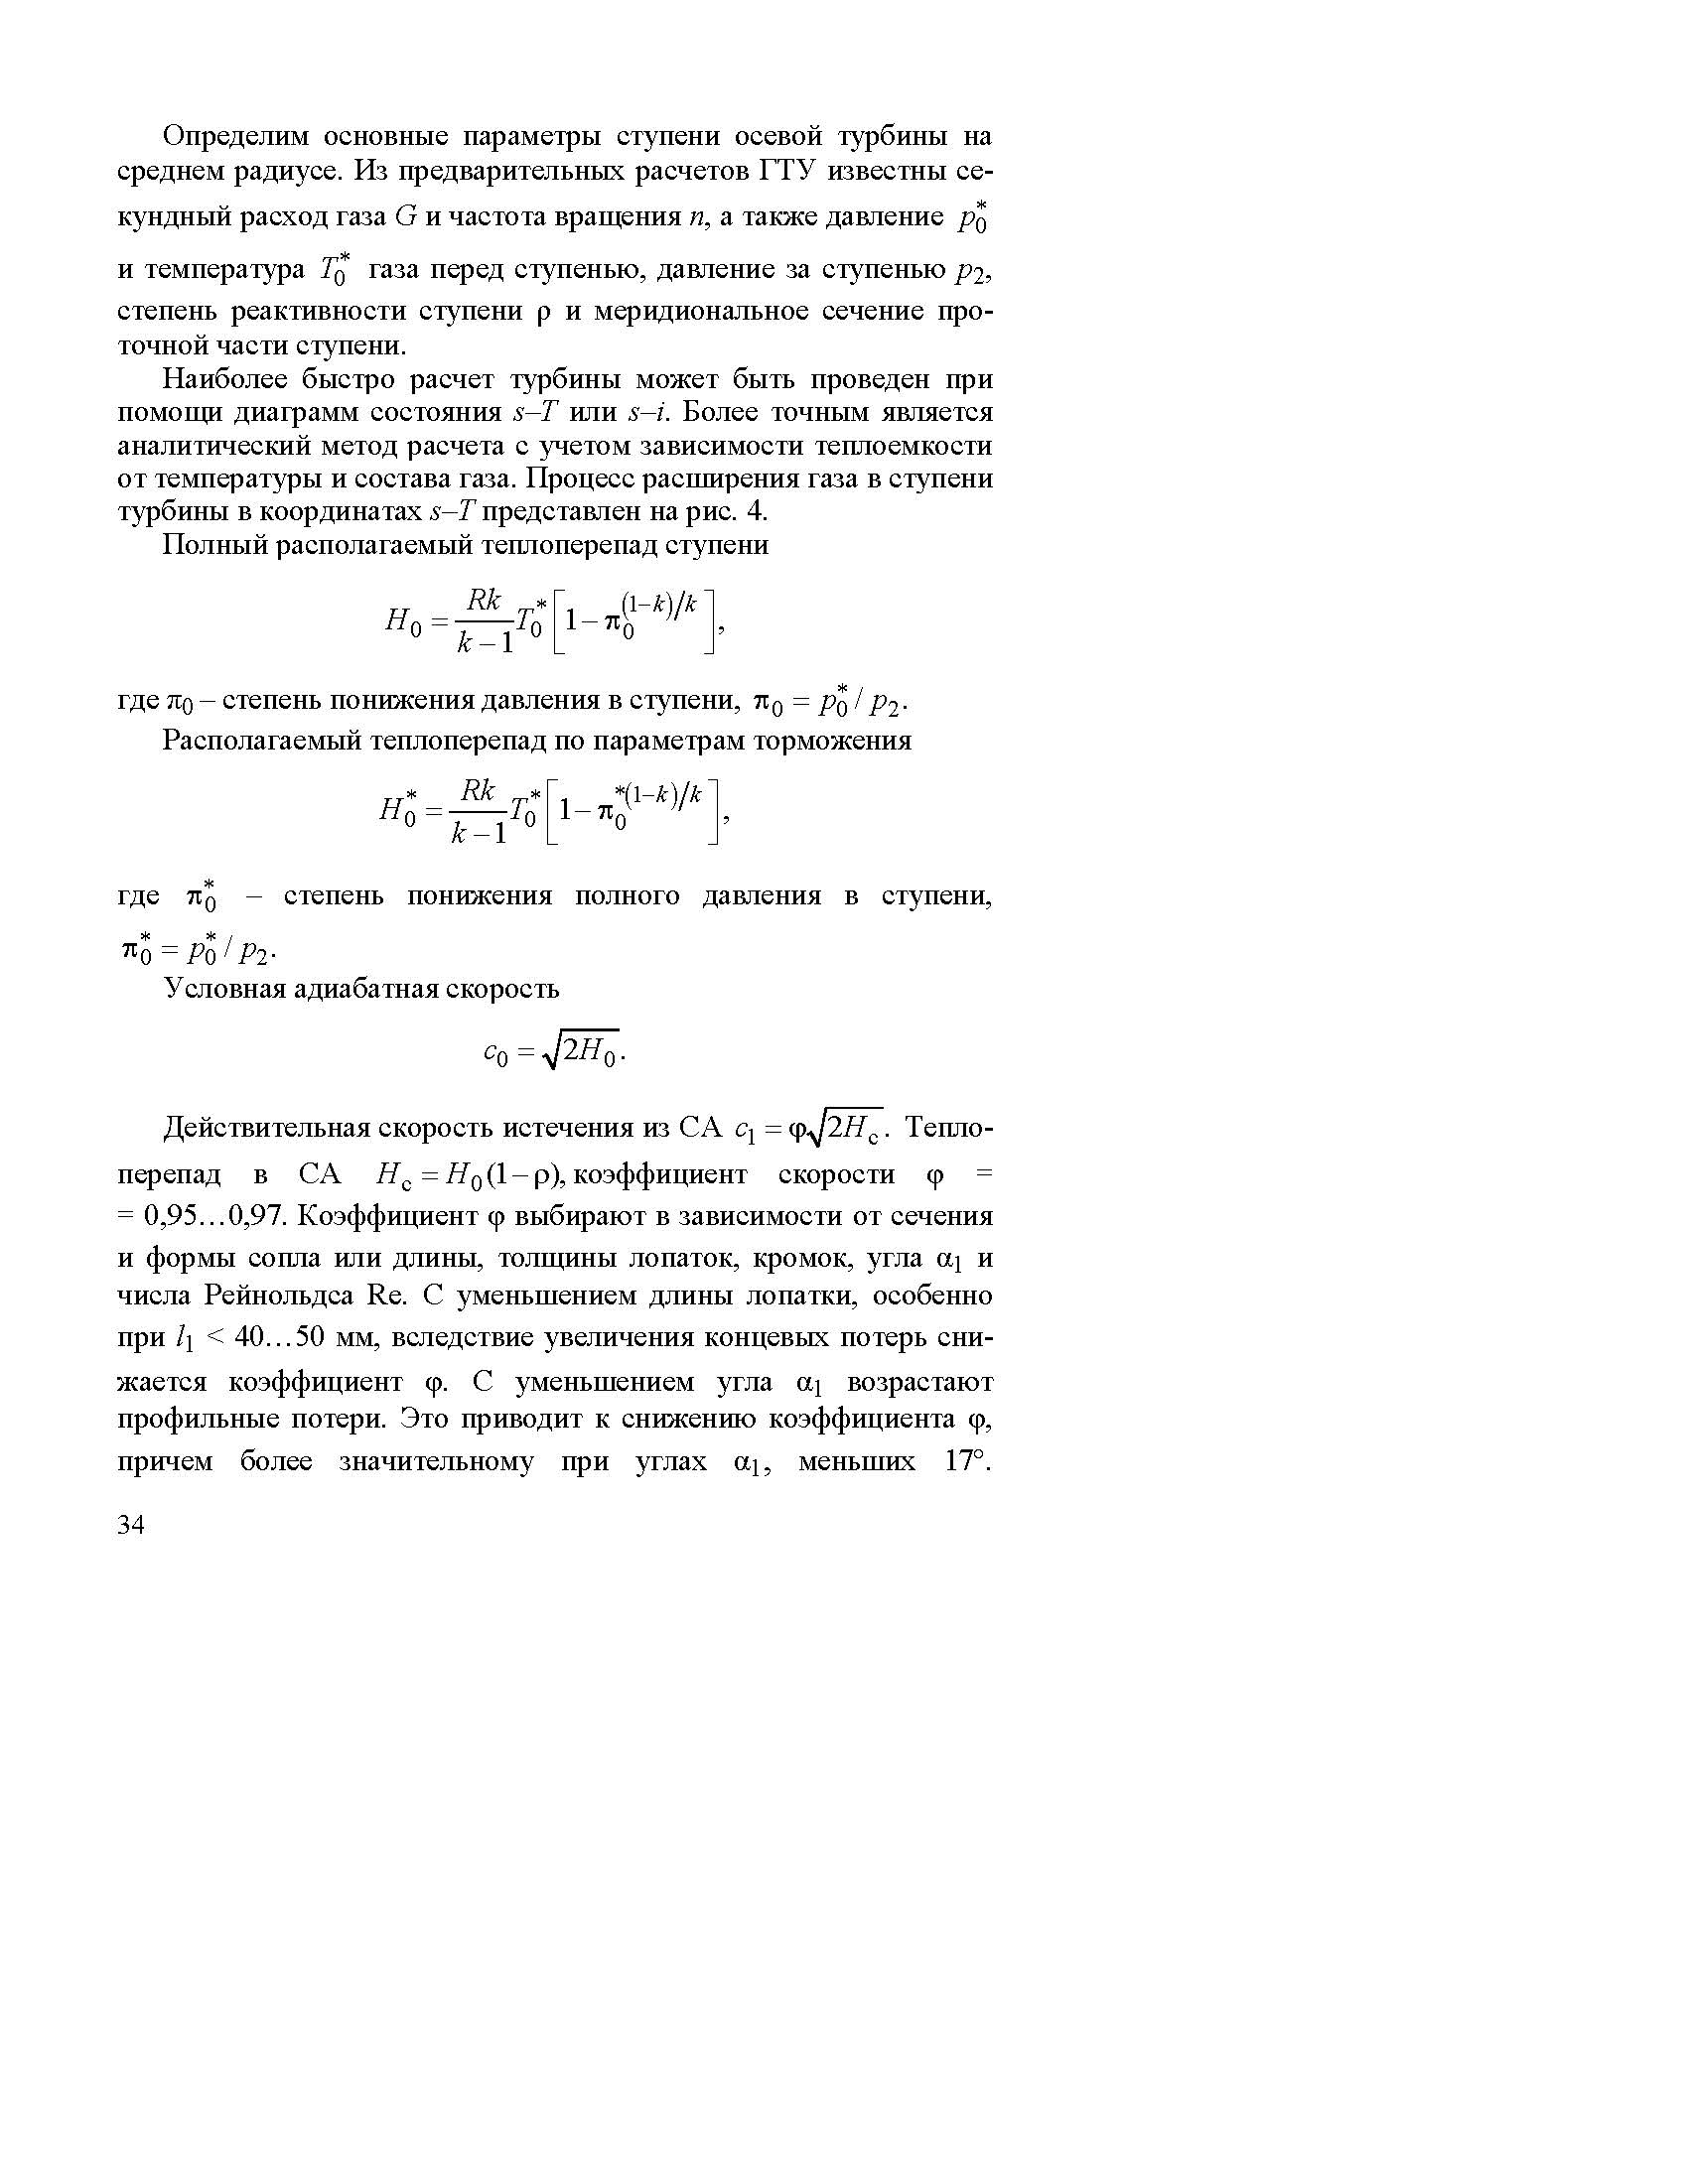 Определим основные параметры ступени осевой турбины на
среднем радиусе. Из предварительных расчетов ГТУ известны се-
кундный расход газа G и частота вращения n, а также давление p₀*
и температура T₀* газа перед ступенью, давление за ступенью p₂,
степень реактивности ступени ρ и меридиональное сечение про-
точной части ступени.
Наиболее быстро расчет турбины может быть проведен при
помощи диаграмм состояния s–T или s–i. Более точным является
аналитический метод расчета с учетом зависимости теплоемкости
от температуры и состава газа. Процесс расширения газа в ступени
турбины в координатах s–T представлен на рис. 4.
Полный располагаемый теплоперепад ступени
H₀ = Rk/(k – 1) T₀* [1 – π₀^((1–k)/k)],
где π₀ – степень понижения давления в ступени, π₀ = p₀* / p₂.
Располагаемый теплоперепад по параметрам торможения
H₀* = Rk/(k – 1) T₀* [1 – π₀*^((1–k)/k)],
где π₀* – степень понижения полного давления в ступени,
π₀* = p₀* / p₂.
Условная адиабатная скорость
c₀ = √(2H₀).
Действительная скорость истечения из СА c₁ = φ√(2H_с). Тепло-
перепад в СА H_с = H₀(1 – ρ), коэффициент скорости φ =
= 0,95…0,97. Коэффициент φ выбирают в зависимости от сечения
и формы сопла или длины, толщины лопаток, кромок, угла α₁ и
числа Рейнольдса Re. С уменьшением длины лопатки, особенно
при l₁ < 40…50 мм, вследствие увеличения концевых потерь сни-
жается коэффициент φ. С уменьшением угла α₁ возрастают
профильные потери. Это приводит к снижению коэффициента φ,
причем более значительному при углах α₁, меньших 17°.
34